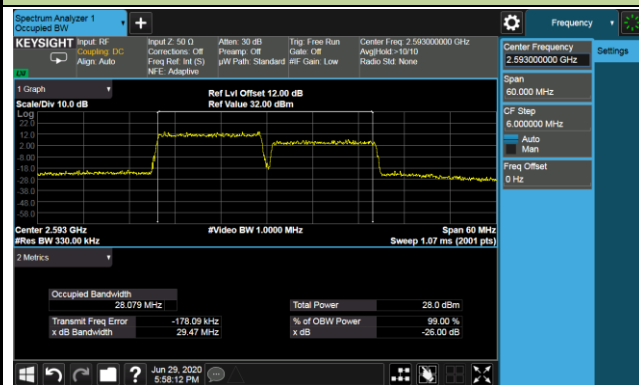 Spectrum Analyzer 1
Occupied BW
Frequency
KEYSIGHT
Input: RF
Coupling: DC
Align: Auto
Input Z: 50 Ω
Corrections: Off
Freq Ref: Int (S)
NFE: Adaptive
Atten: 30 dB
Preamp: Off
µW Path: Standard
Trig: Free Run
Gate: Off
#IF Gain: Low
Center Freq: 2.593000000 GHz
Avg|Hold:>10/10
Radio Std: None
Center Frequency
2.593000000 GHz
Settings
Span
60.000 MHz
CF Step
6.000000 MHz
Auto
Man
Freq Offset
0 Hz
1 Graph
Scale/Div 10.0 dB
Ref Lvl Offset 12.00 dB
Ref Value 32.00 dBm
Log
22.0
12.0
2.00
-8.00
-18.0
-28.0
-38.0
-48.0
-58.0
Center 2.593 GHz
#Res BW 330.00 kHz
#Video BW 1.0000 MHz
Span 60 MHz
Sweep 1.07 ms (2001 pts)
2 Metrics
Occupied Bandwidth
28.079 MHz
Total Power 28.0 dBm
Transmit Freq Error -178.09 kHz
% of OBW Power 99.00 %
x dB Bandwidth 29.47 MHz
x dB -26.00 dB
?
Jun 29, 2020
5:58:12 PM